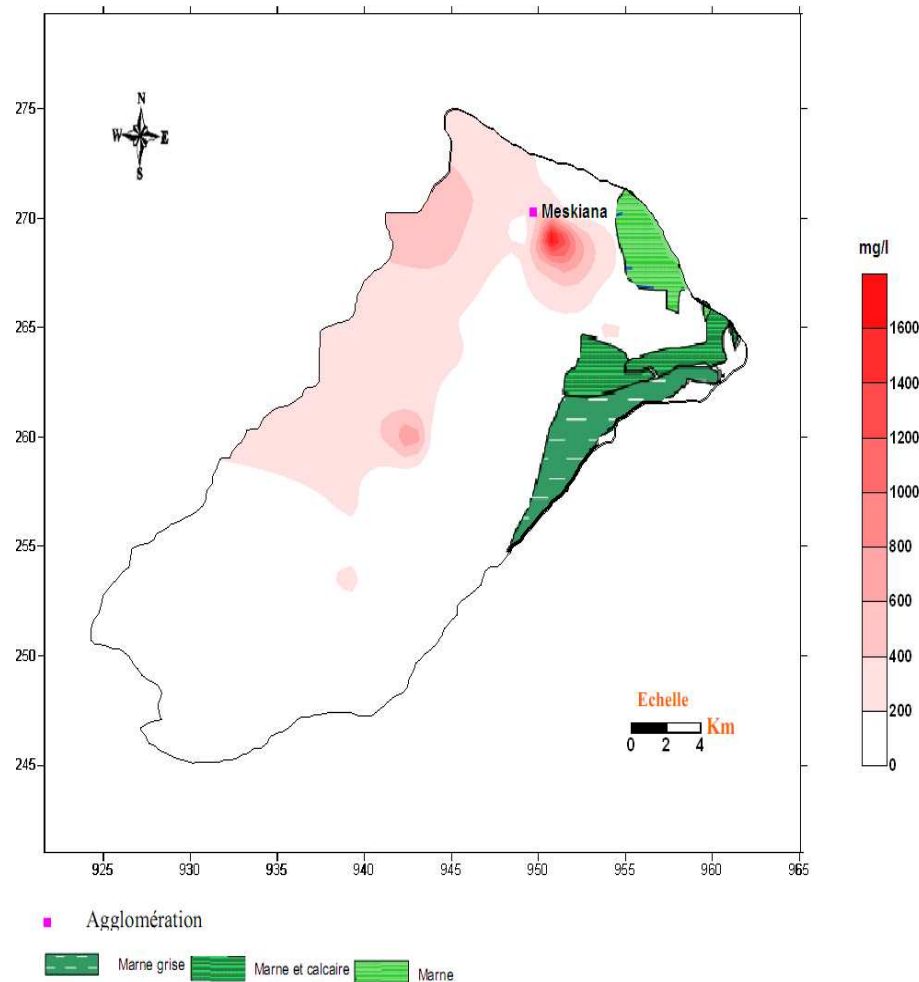 275
N
W E
S
270
Meskiana
mg/l
1600
265
1400
1200
260
1000
800
255
600
400
250
Echelle
200
Km
0 2 4
245
0
925 930 935 940 945 950 955 960 965
Agglomération
Marne grise Marne et calcaire Marne